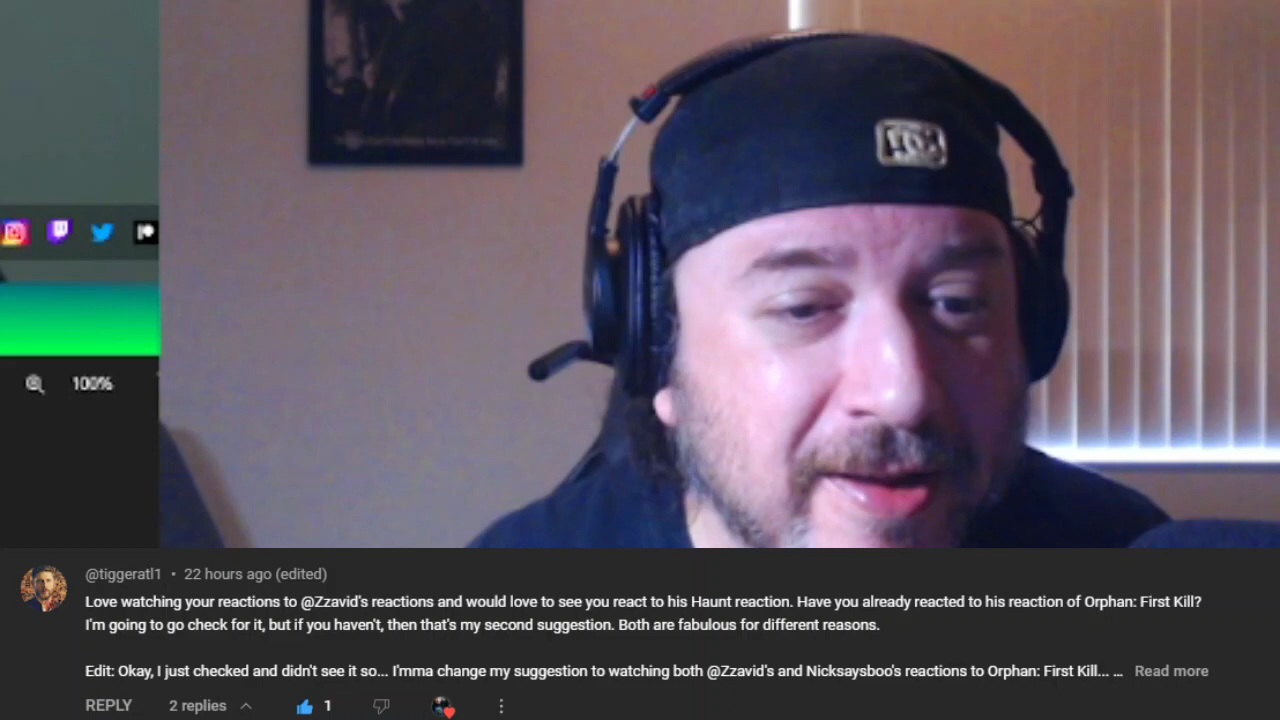 100%
@tiggeratl1 • 22 hours ago (edited)
Love watching your reactions to @Zzavid's reactions and would love to see you react to his Haunt reaction. Have you already reacted to his reaction of Orphan: First Kill?
I'm going to go check for it, but if you haven't, then that's my second suggestion. Both are fabulous for different reasons.
Edit: Okay, I just checked and didn't see it so... I'mma change my suggestion to watching both @Zzavid's and Nicksaysboo's reactions to Orphan: First Kill... ... Read more
REPLY 2 replies 1